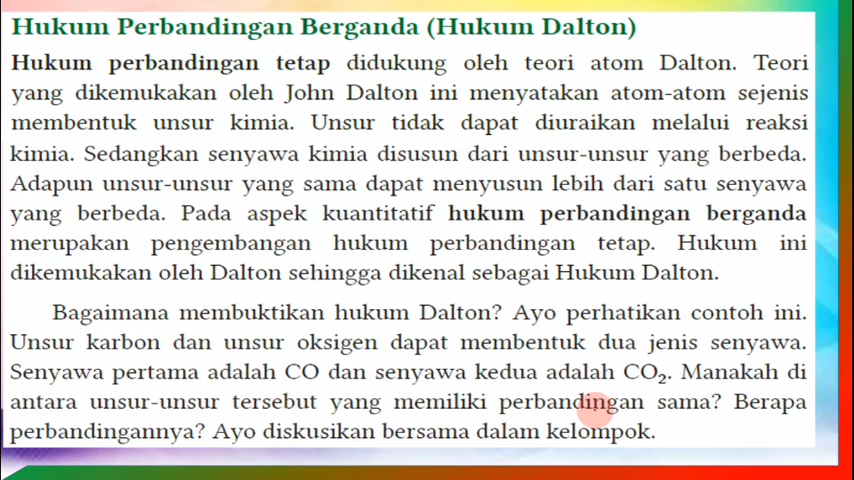 Hukum Perbandingan Berganda (Hukum Dalton)
Hukum perbandingan tetap didukung oleh teori atom Dalton. Teori
yang dikemukakan oleh John Dalton ini menyatakan atom-atom sejenis
membentuk unsur kimia. Unsur tidak dapat diuraikan melalui reaksi
kimia. Sedangkan senyawa kimia disusun dari unsur-unsur yang berbeda.
Adapun unsur-unsur yang sama dapat menyusun lebih dari satu senyawa
yang berbeda. Pada aspek kuantitatif hukum perbandingan berganda
merupakan pengembangan hukum perbandingan tetap. Hukum ini
dikemukakan oleh Dalton sehingga dikenal sebagai Hukum Dalton.
Bagaimana membuktikan hukum Dalton? Ayo perhatikan contoh ini.
Unsur karbon dan unsur oksigen dapat membentuk dua jenis senyawa.
Senyawa pertama adalah CO dan senyawa kedua adalah CO₂. Manakah di
antara unsur-unsur tersebut yang memiliki perbandingan sama? Berapa
perbandingannya? Ayo diskusikan bersama dalam kelompok.